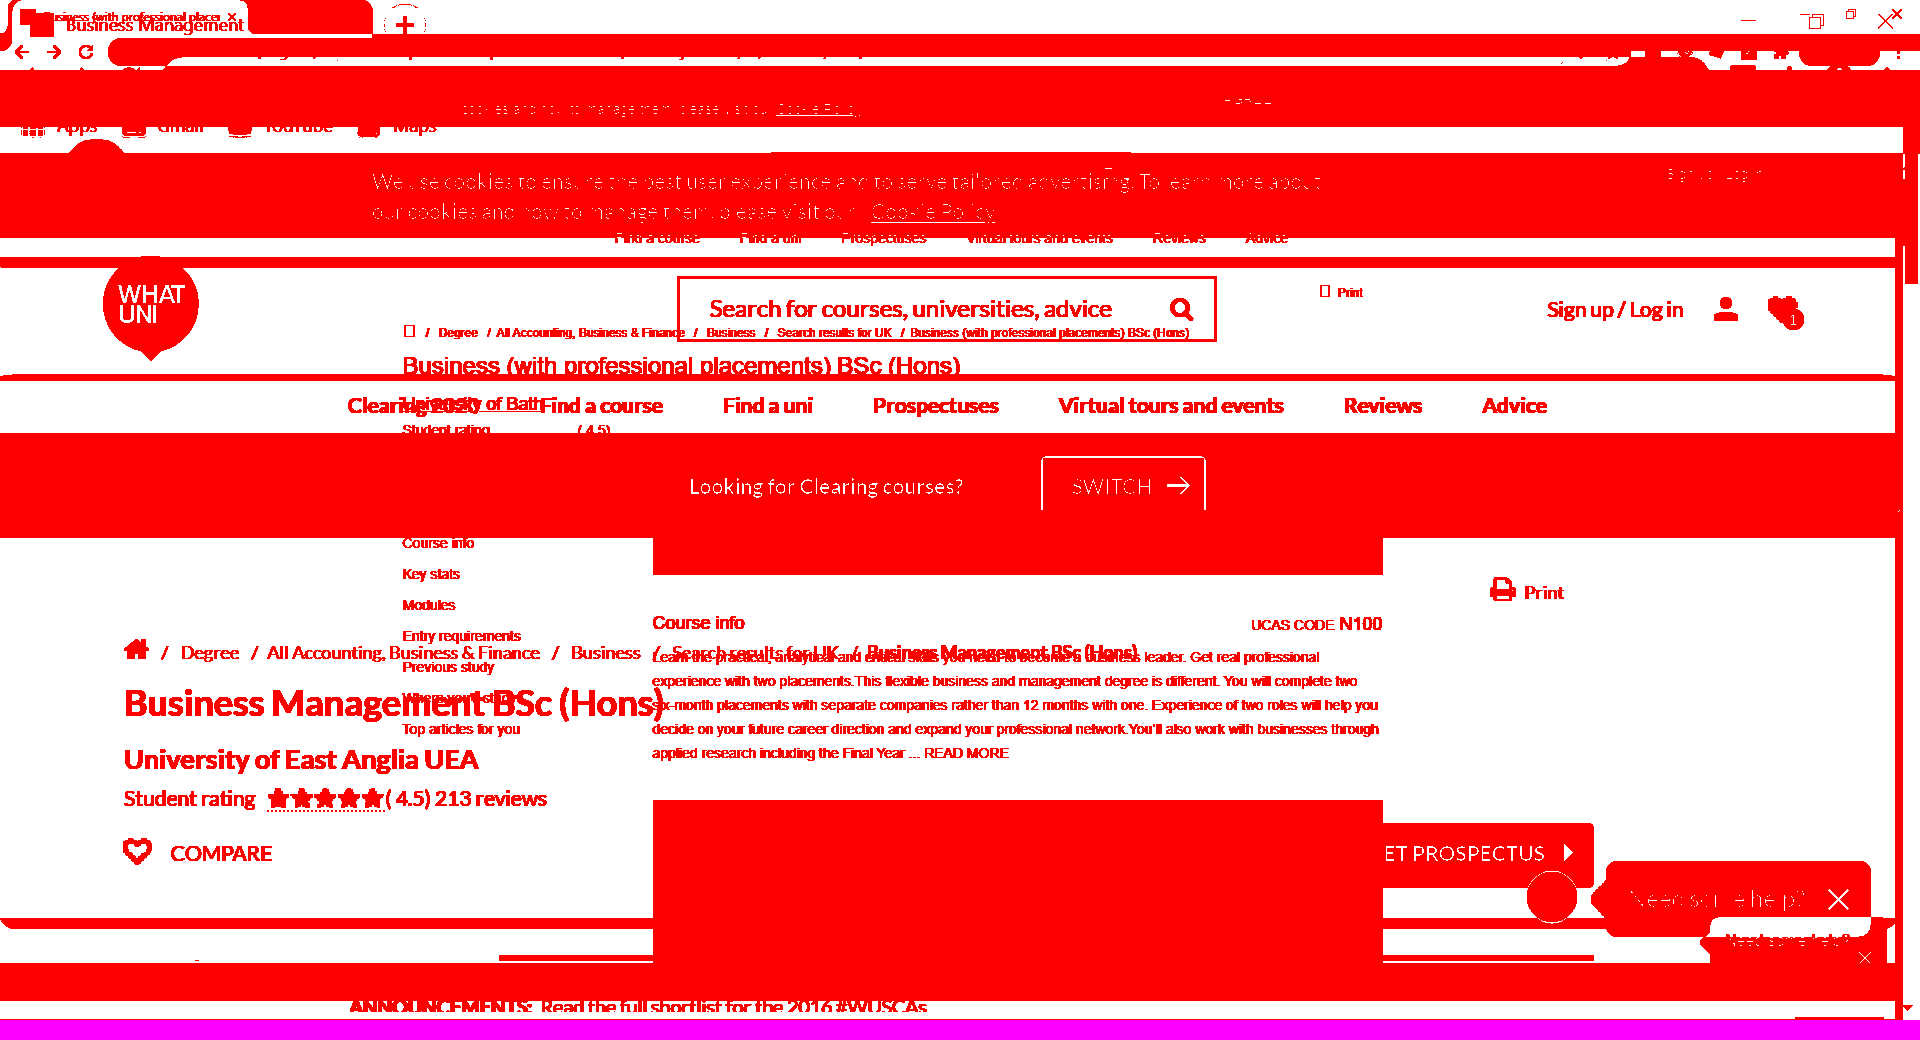 Business (with professional placer
Business Management
Apps Gmail YouTube Maps
We use cookies to ensure the best user experience and to serve tailored advertising. To learn more about
our cookies and how to manage them, please visit our Cookie Policy
Sign up / Log in
Find a course Find a uni Prospectuses Virtual tours and events Reviews Advice
WHAT
UNI
Search for courses, universities, advice
Print
Sign up / Log in
1
/ Degree / All Accounting, Business & Finance / Business / Search results for UK / Business (with professional placements) BSc (Hons)
Business (with professional placements) BSc (Hons)
Clearing 2020 Find a course Find a uni Prospectuses Virtual tours and events Reviews Advice
University of Bath
Student rating ( 4.5)
Looking for Clearing courses? SWITCH
Course info
Key stats
Modules
Entry requirements
Previous study
Top articles for you
Print
Course info
UCAS CODE N100
/ Degree / All Accounting, Business & Finance / Business / Search results for UK / Business Management BSc (Hons)
Learn the practical, analytical and critical skills you need to become a business leader. Get real professional
experience with two placements.This flexible business and management degree is different. You will complete two
six-month placements with separate companies rather than 12 months with one. Experience of two roles will help you
decide on your future career direction and expand your professional network.You'll also work with businesses through
applied research including the Final Year ... READ MORE
Business Management BSc (Hons)
University of East Anglia UEA
Student rating ( 4.5) 213 reviews
COMPARE
ET PROSPECTUS
Need some help?
Need some help?
ANNOUNCEMENTS: Read the full shortlist for the 2016 #WUSCAs